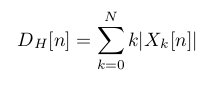 D_H[n] = \sum_{k=0}^{N} k|X_k[n]|